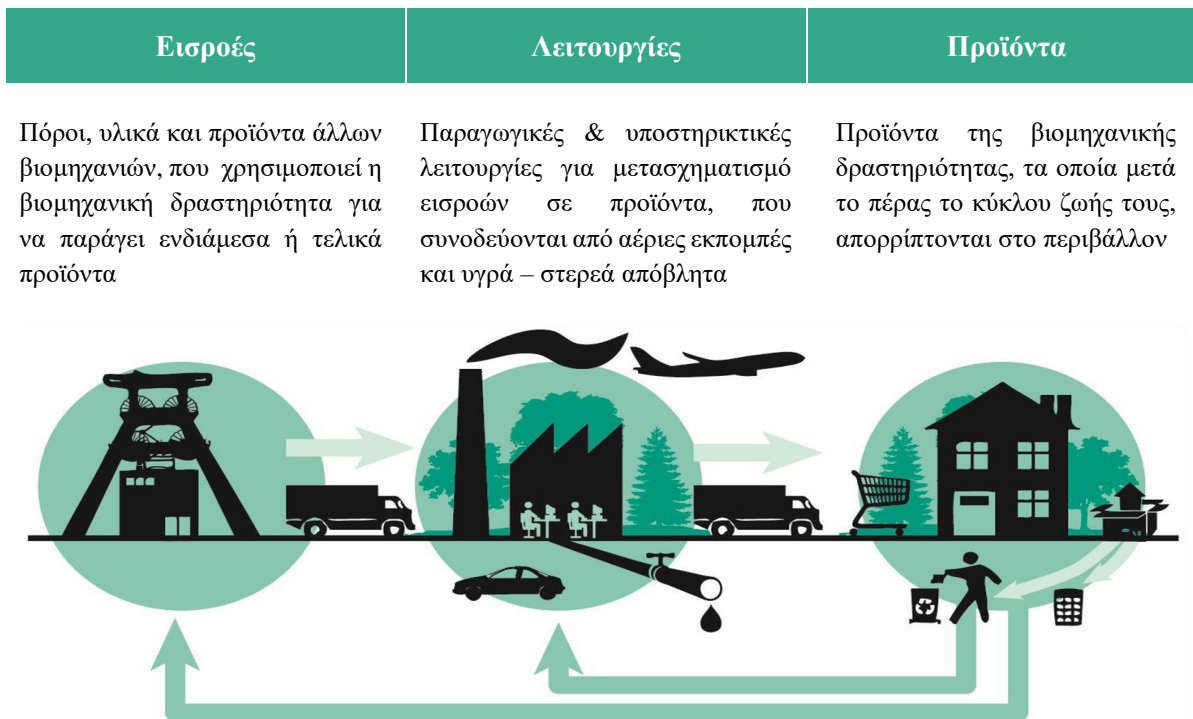 Εισροές
Λειτουργίες
Προϊόντα
Πόροι, υλικά και προϊόντα άλλων
βιομηχανιών, που χρησιμοποιεί η
βιομηχανική δραστηριότητα για
να παράγει ενδιάμεσα ή τελικά
προϊόντα
Παραγωγικές & υποστηρικτικές
λειτουργίες για μετασχηματισμό
εισροών σε προϊόντα, που
συνοδεύονται από αέριες εκπομπές
και υγρά – στερεά απόβλητα
Προϊόντα της βιομηχανικής
δραστηριότητας, τα οποία μετά
το πέρας το κύκλου ζωής τους,
απορρίπτονται στο περιβάλλον